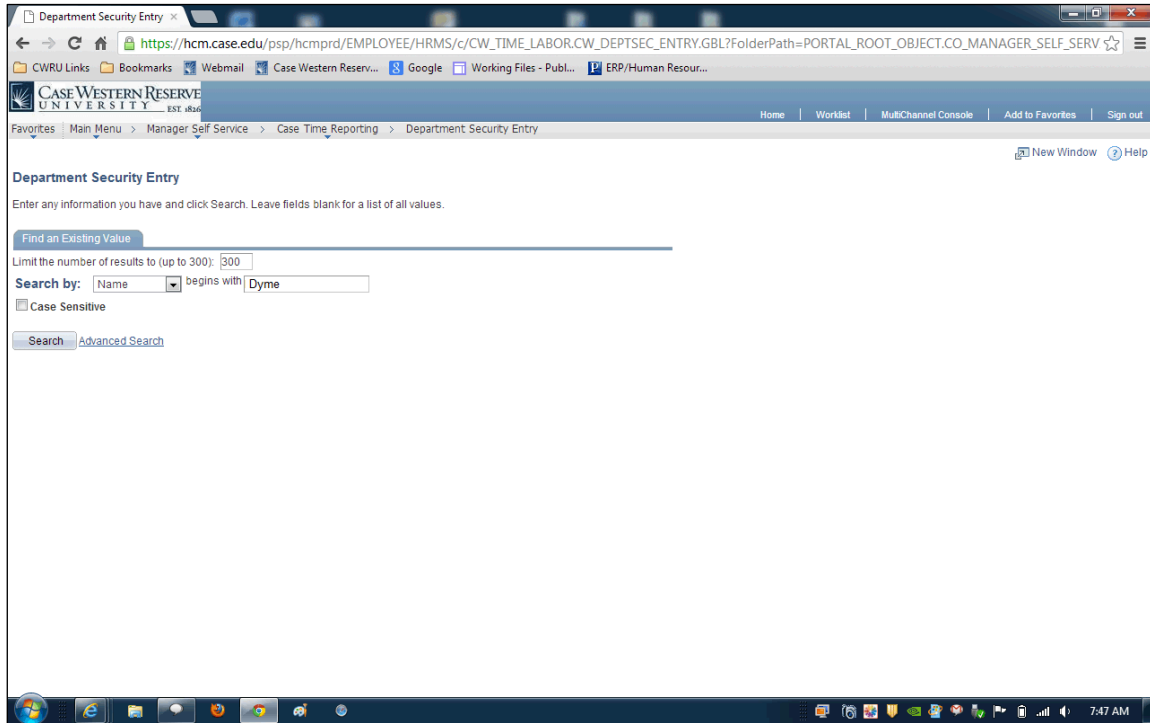 Department Security Entry
https://hcm.case.edu/psp/hcmprd/EMPLOYEE/HRMS/c/CW_TIME_LABOR.CW_DEPTSEC_ENTRY.GBL?FolderPath=PORTAL_ROOT_OBJECT.CO_MANAGER_SELF_SERV
CWRU Links Bookmarks Webmail Case Western Reserv... Google Working Files - Publ... ERP/Human Resour...
CASE WESTERN RESERVE
UNIVERSITY EST. 1826
Home | Worklist | MultiChannel Console | Add to Favorites | Sign out
Favorites Main Menu > Manager Self Service > Case Time Reporting > Department Security Entry
New Window Help
Department Security Entry
Enter any information you have and click Search. Leave fields blank for a list of all values.
Find an Existing Value
Limit the number of results to (up to 300): 300
Search by: Name begins with Dyme
Case Sensitive
Search Advanced Search
7:47 AM